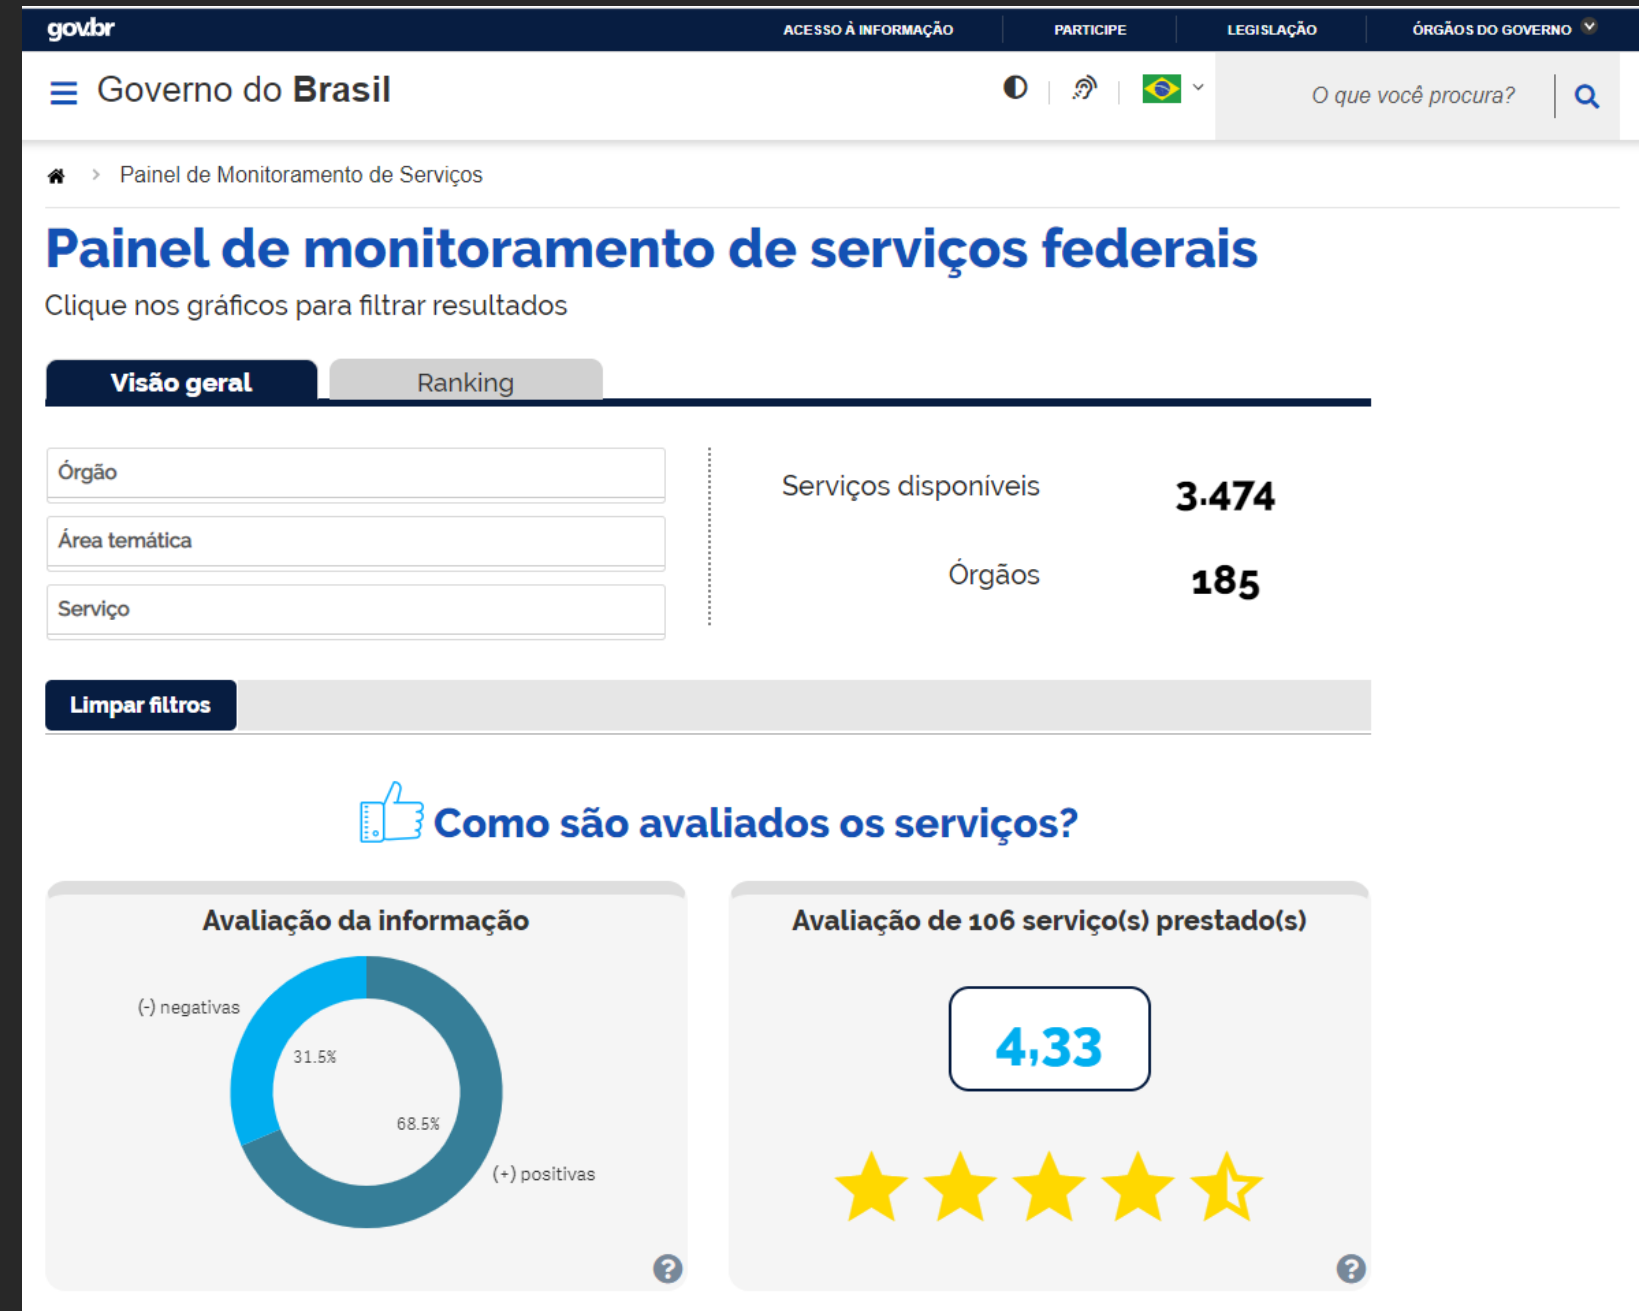 gov.br
ACESSO À INFORMAÇÃO
PARTICIPE
LEGISLAÇÃO
ÓRGÃOS DO GOVERNO
Governo do Brasil
O que você procura?
Painel de Monitoramento de Serviços
Painel de monitoramento de serviços federais
Clique nos gráficos para filtrar resultados
Visão geral
Ranking
Órgão
Área temática
Serviço
Serviços disponíveis
3.474
Órgãos
185
Limpar filtros
Como são avaliados os serviços?
Avaliação da informação
(-) negativas
31.5%
68.5%
(+) positivas
Avaliação de 106 serviço(s) prestado(s)
4,33